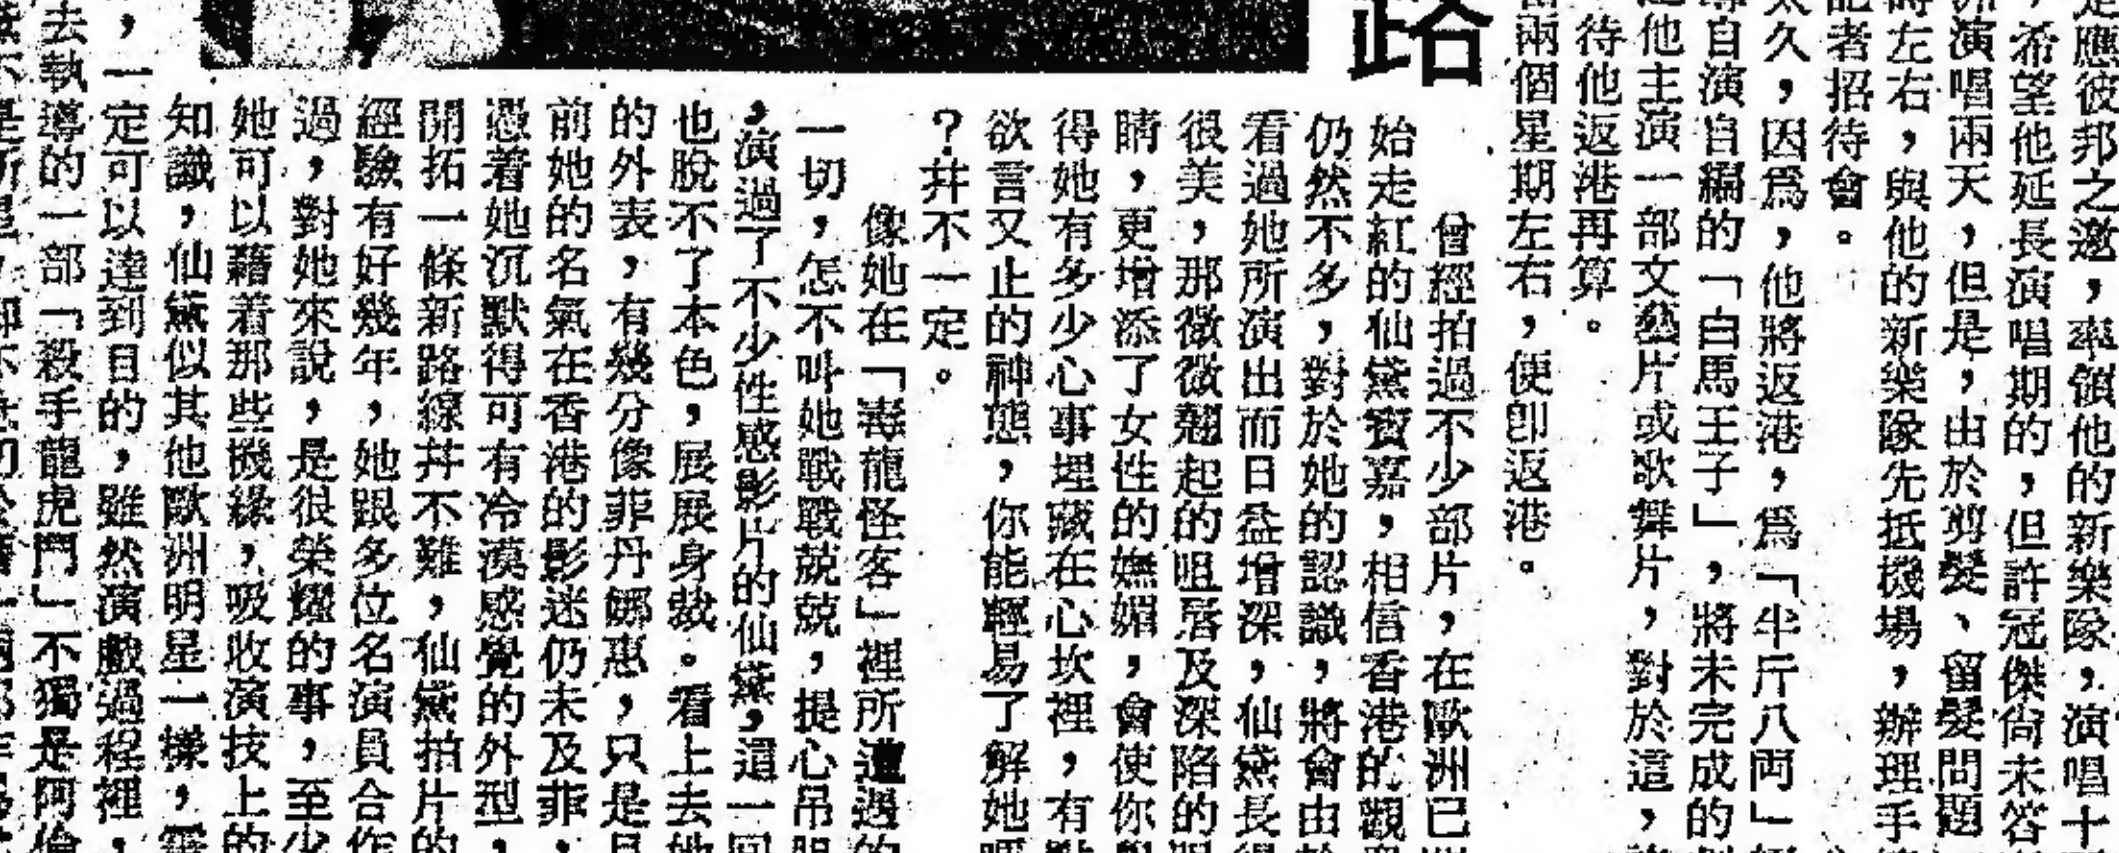 應彼邦之邀，率領他的新樂隊，演唱十
，希望他延長演唱期的，但許冠傑尙未答
演唱兩天，但是，由於剪髮、留髮問題
時左右，與他的新樂隊先抵機場，辦理手
記者招待會。
太久，因爲，他將返港，爲「半斤八両」
自演自編的「白馬王子」，將未完成的
他主演一部文藝片或歌舞片，對於這，
待他返港再算。
兩個星期左右，便卽返港。
路
曾經拍過不少部片，在歐洲已
始走紅的仙黛寶嘉，相信香港的觀
仍然不多，對於她的認識，將會由
看過她所演出而日益增深，仙黛長得
很美，那微微翹起的咀唇及深陷的眼
睛，更增添了女性的嫵媚，會使你
得她有多少心事埋藏在心坎裡，有
欲言又止的神態，你能輕易了解她
？幷不一定。
像她在「毒龍怪客」裡所遭遇的
一切，怎不叫她戰戰兢兢，提心吊胆
，演過了不少性感影片的仙黛，這一回
也脫不了本色，展展身裁。看上去她
的外表，有幾分像菲丹娜惠，只是目
前她的名氣在香港的影迷仍未及菲，
憑着她沉默得可有冷漠感覺的外型，
開拓一條新路線幷不難，仙黛拍片的
經驗有好幾年，她跟多位名演員合作
過，對她來說，是很榮耀的事，至少
她可以藉着那些機緣，吸收演技上的
知識，仙黛似其他歐洲明星一樣，
，一定可以達到目的，雖然演戲過程裡，
去執導的一部「殺手龍虎鬥」不獨是阿倫